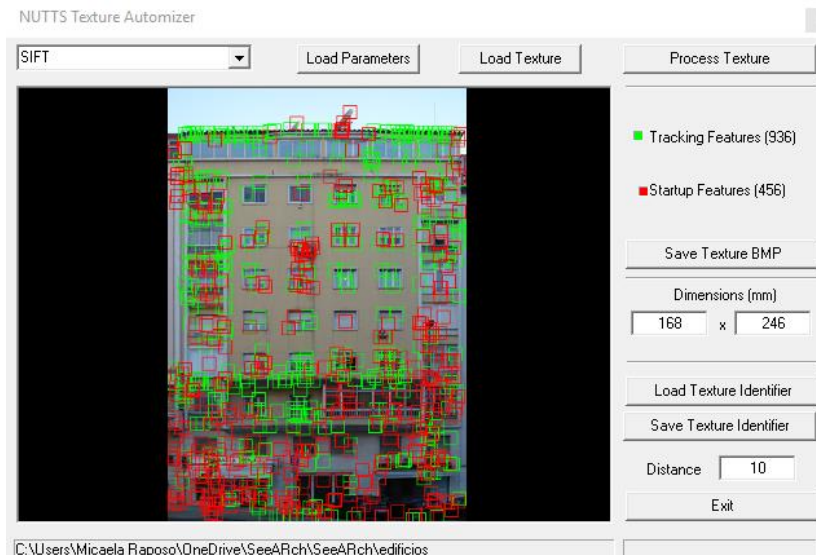 NUTTS Texture Automizer
SIFT
Load Parameters
Load Texture
Process Texture
Tracking Features (936)
Startup Features (456)
Save Texture BMP
Dimensions (mm)
168 x 246
Load Texture Identifier
Save Texture Identifier
Distance 10
Exit
C:\Users\Micaela Raposo\OneDrive\SeeARch\SeeARch\edificios